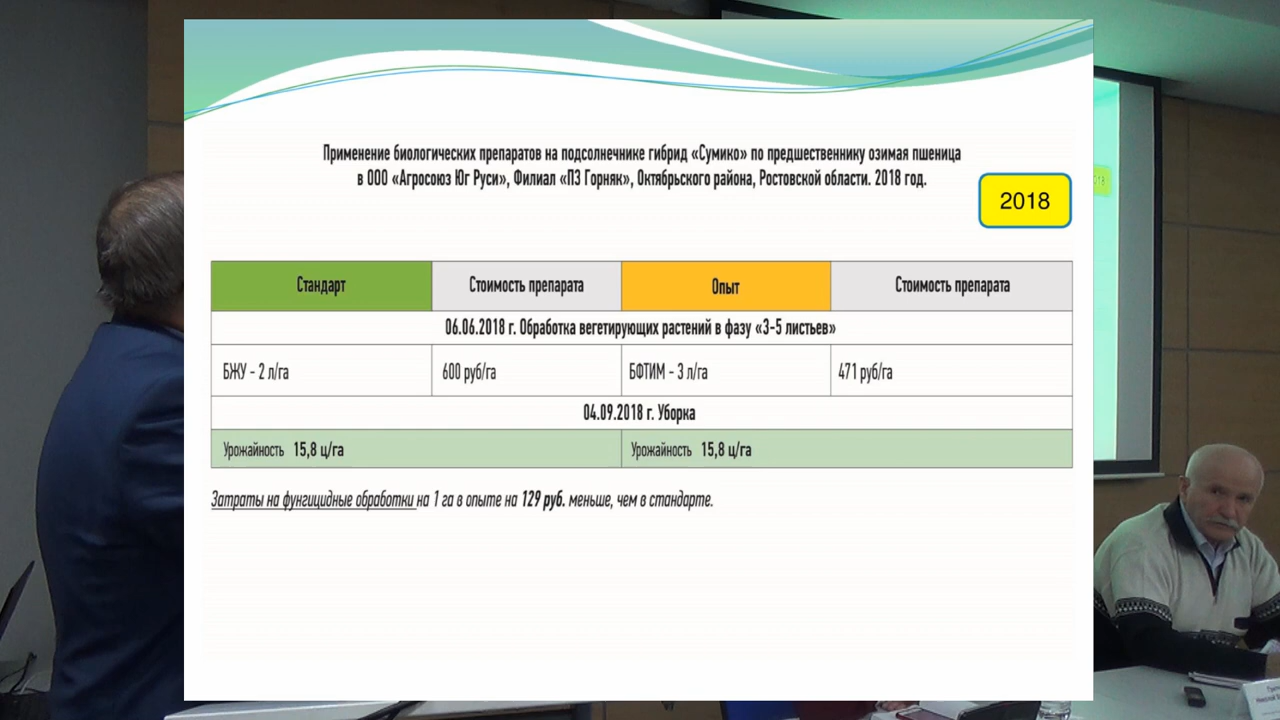 Применение биологических препаратов на подсолнечнике гибрид «Сумико» по предшественнику озимая пшеница
в ООО «Агросоюз Юг Руси», Филиал «ПЗ Горняк», Октябрьского района, Ростовской области. 2018 год.
2018
Стандарт Стоимость препарата Опыт Стоимость препарата
06.06.2018 г. Обработка вегетирующих растений в фазу «3-5 листьев»
БЖУ - 2 л/га 600 руб/га БФТИМ - 3 л/га 471 руб/га
04.09.2018 г. Уборка
Урожайность 15,8 ц/га Урожайность 15,8 ц/га
Затраты на фунгицидные обработки на 1 га в опыте на 129 руб. меньше, чем в стандарте.